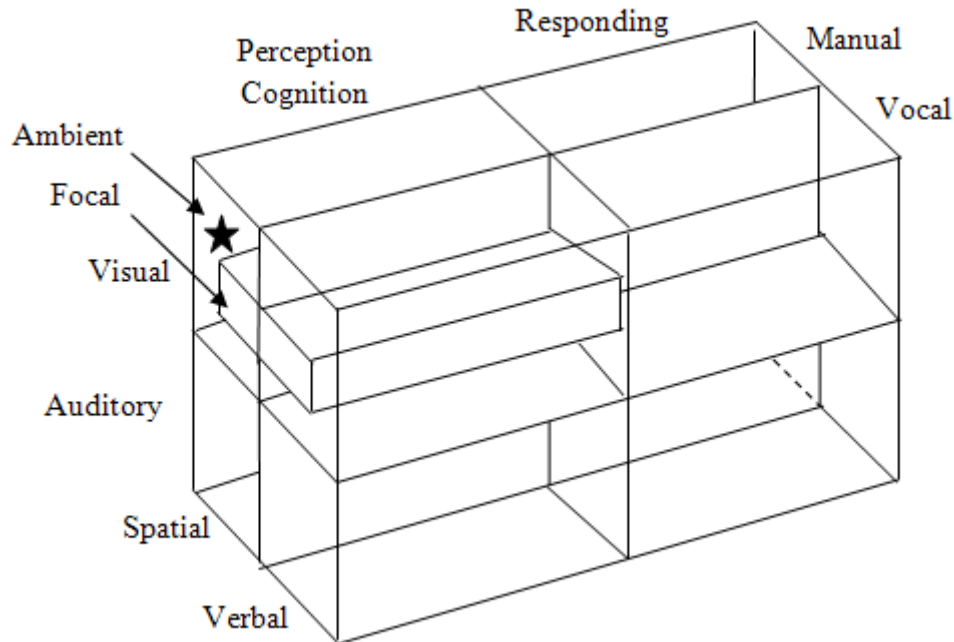 Responding
Manual
Perception
Cognition
Vocal
Ambient
Focal
Visual
Auditory
Spatial
Verbal